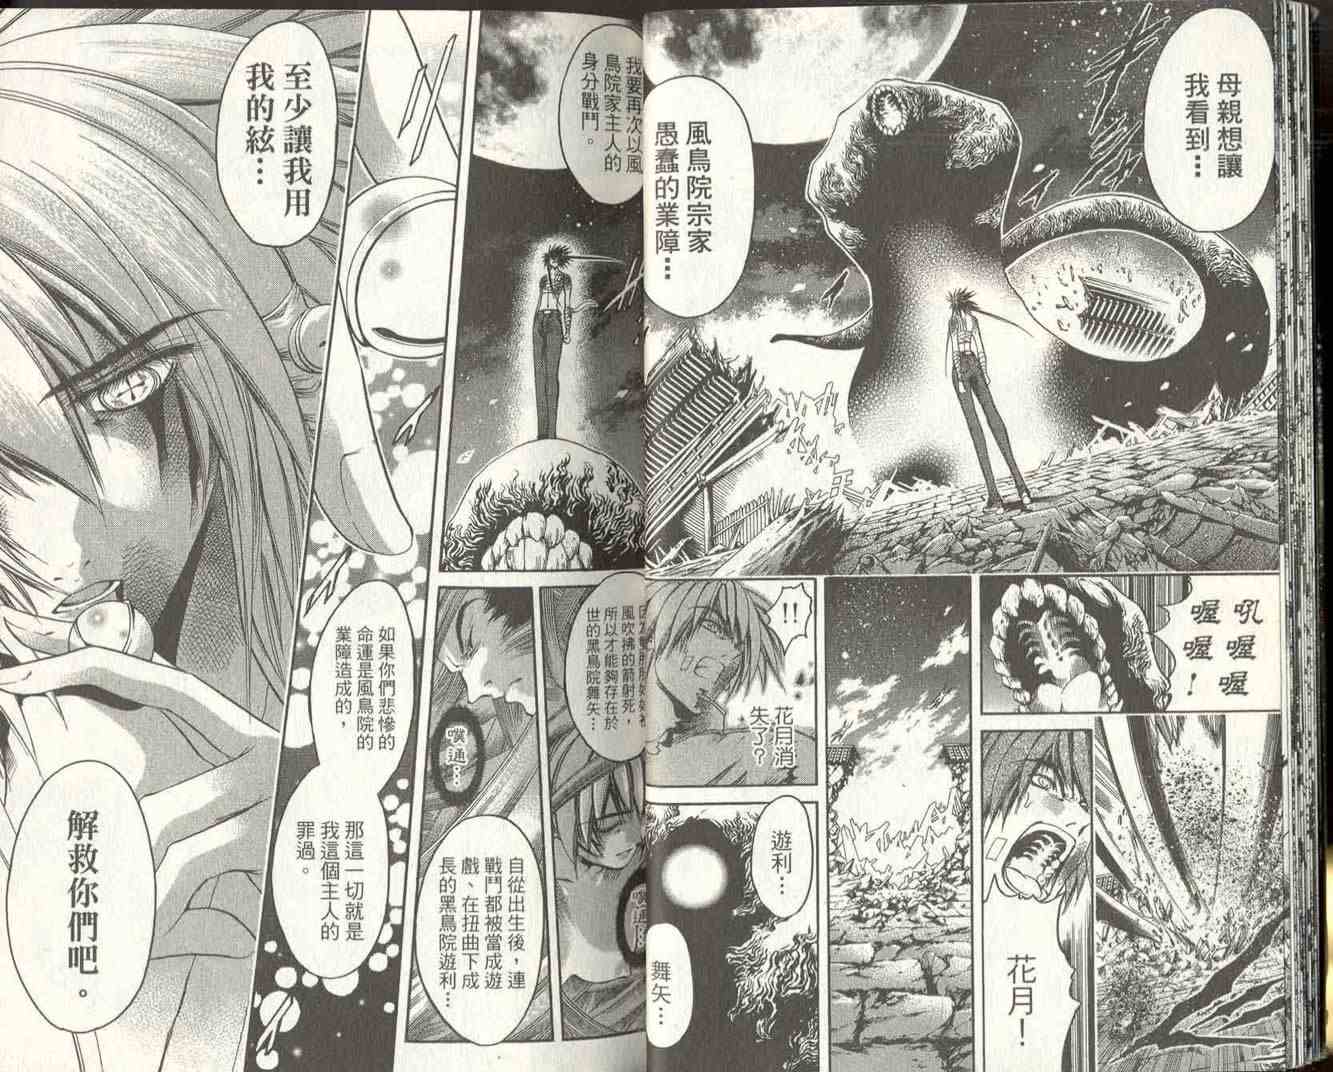 母親想讓
我看到…
風鳥院宗家
愚蠢的業障…
吼喔喔
喔喔！
花月！
!!
花月消
失了？
遊利…
舞矢…
我要再次以風
鳥院家主人的
身分戰鬥。
風吹拂的箭射死，
所以才能夠存在於
世的黑鳥院舞矢…
噗通…
噗通…
自從出生後，連
戰鬥都被當成遊
戲、在扭曲下成
長的黑鳥院遊利…
至少讓我用
我的絃…
如果你們悲慘的
命運是風鳥院的
業障造成的，
那這一切就是
我這個主人的
罪過。
解救你們吧。